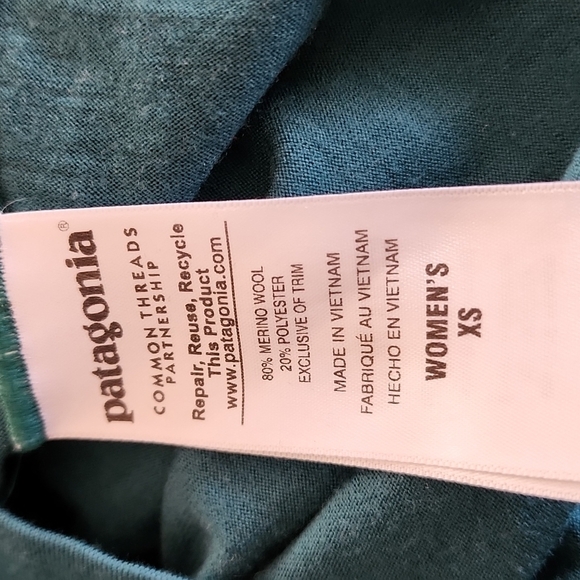 patagonia®
COMMON THREADS
PARTNERSHIP
Repair, Reuse, Recycle
This Product
www.patagonia.com
80% MERINO WOOL
20% POLYESTER
EXCLUSIVE OF TRIM
MADE IN VIETNAM
FABRIQUÉ AU VIETNAM
HECHO EN VIETNAM
WOMEN'S
XS